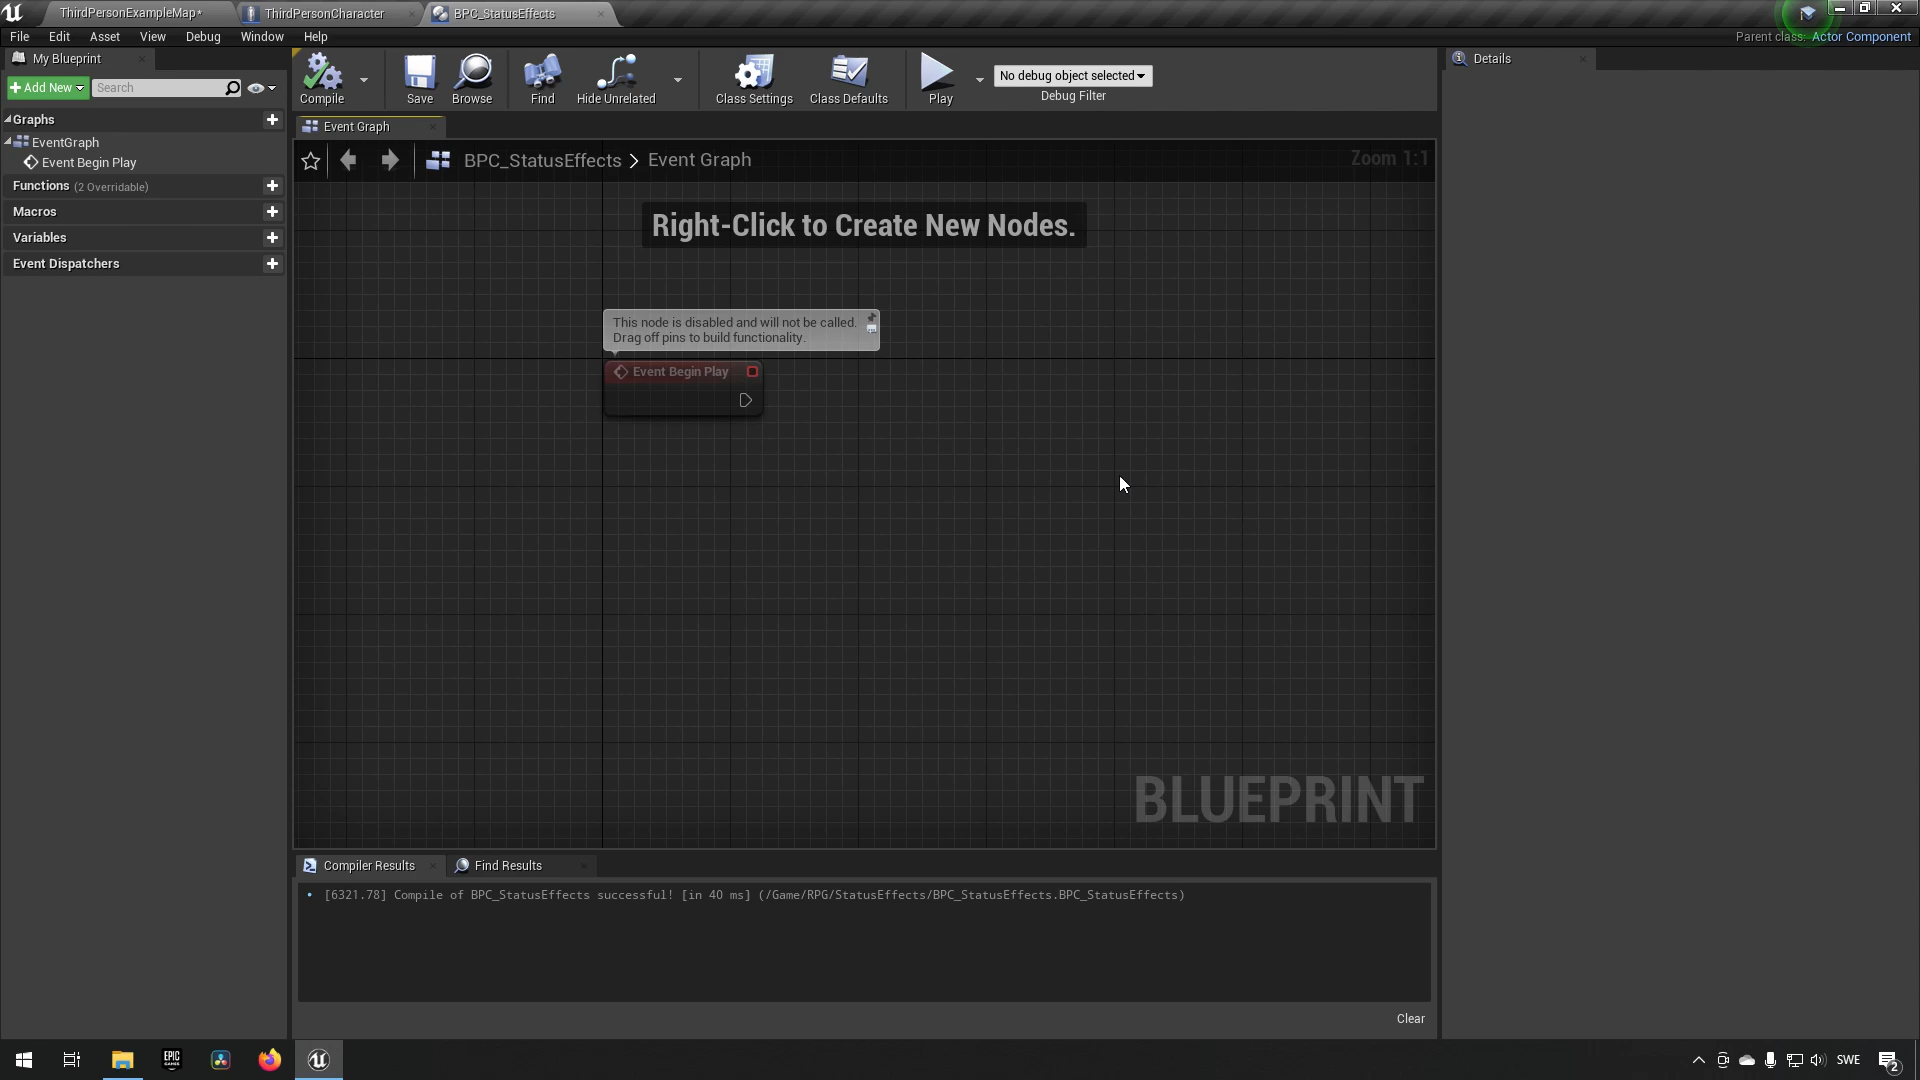 ThirdPersonExampleMap*
ThirdPersonCharacter
BPC_StatusEffects
File Edit Asset View Debug Window Help
Parent class: Actor Component
My Blueprint
Add New
Search
Graphs
EventGraph
Event Begin Play
Functions (2 Overridable)
Macros
Variables
Event Dispatchers
Compile
Save
Browse
Find
Hide Unrelated
Class Settings
Class Defaults
Play
No debug object selected
Debug Filter
Event Graph
BPC_StatusEffects > Event Graph
Zoom 1:1
Right-Click to Create New Nodes.
This node is disabled and will not be called.
Drag off pins to build functionality.
Event Begin Play
BLUEPRINT
Compiler Results
Find Results
• [6321.78] Compile of BPC_StatusEffects successful! [in 40 ms] (/Game/RPG/StatusEffects/BPC_StatusEffects.BPC_StatusEffects)
Clear
Details
EPIC
GAMES
SWE
2